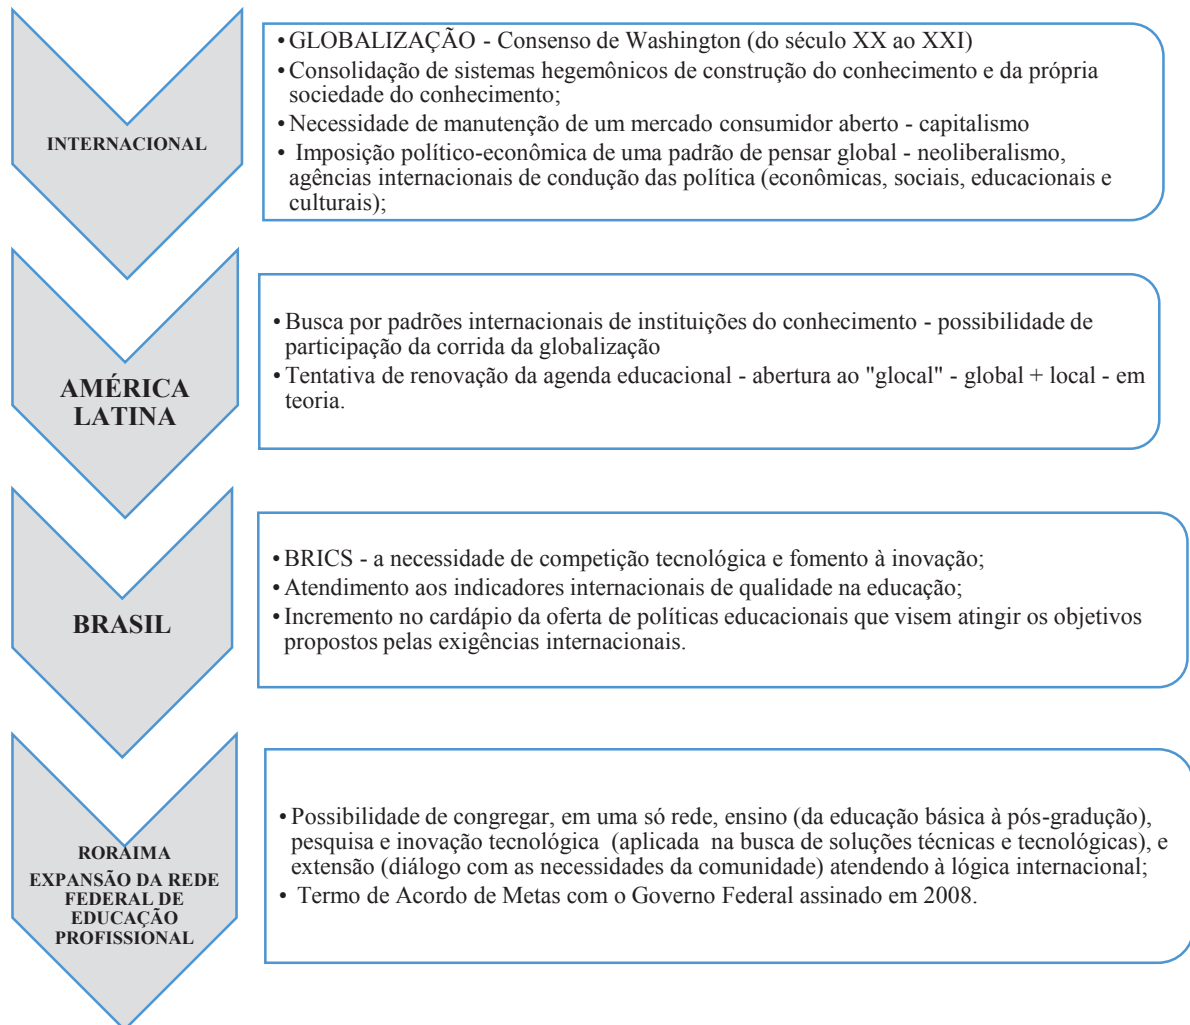 INTERNACIONAL
• GLOBALIZAÇÃO - Consenso de Washington (do século XX ao XXI)
• Consolidação de sistemas hegemônicos de construção do conhecimento e da própria
sociedade do conhecimento;
• Necessidade de manutenção de um mercado consumidor aberto - capitalismo
• Imposição político-econômica de uma padrão de pensar global - neoliberalismo,
agências internacionais de condução das política (econômicas, sociais, educacionais e
culturais);
AMÉRICA
LATINA
• Busca por padrões internacionais de instituições do conhecimento - possibilidade de
participação da corrida da globalização
• Tentativa de renovação da agenda educacional - abertura ao "glocal" - global + local - em
teoria.
BRASIL
• BRICS - a necessidade de competição tecnológica e fomento à inovação;
• Atendimento aos indicadores internacionais de qualidade na educação;
• Incremento no cardápio da oferta de políticas educacionais que visem atingir os objetivos
propostos pelas exigências internacionais.
RORAIMA
EXPANSÃO DA REDE
FEDERAL DE
EDUCAÇÃO
PROFISSIONAL
• Possibilidade de congregar, em uma só rede, ensino (da educação básica à pós-gradução),
pesquisa e inovação tecnológica (aplicada na busca de soluções técnicas e tecnológicas), e
extensão (diálogo com as necessidades da comunidade) atendendo à lógica internacional;
• Termo de Acordo de Metas com o Governo Federal assinado em 2008.